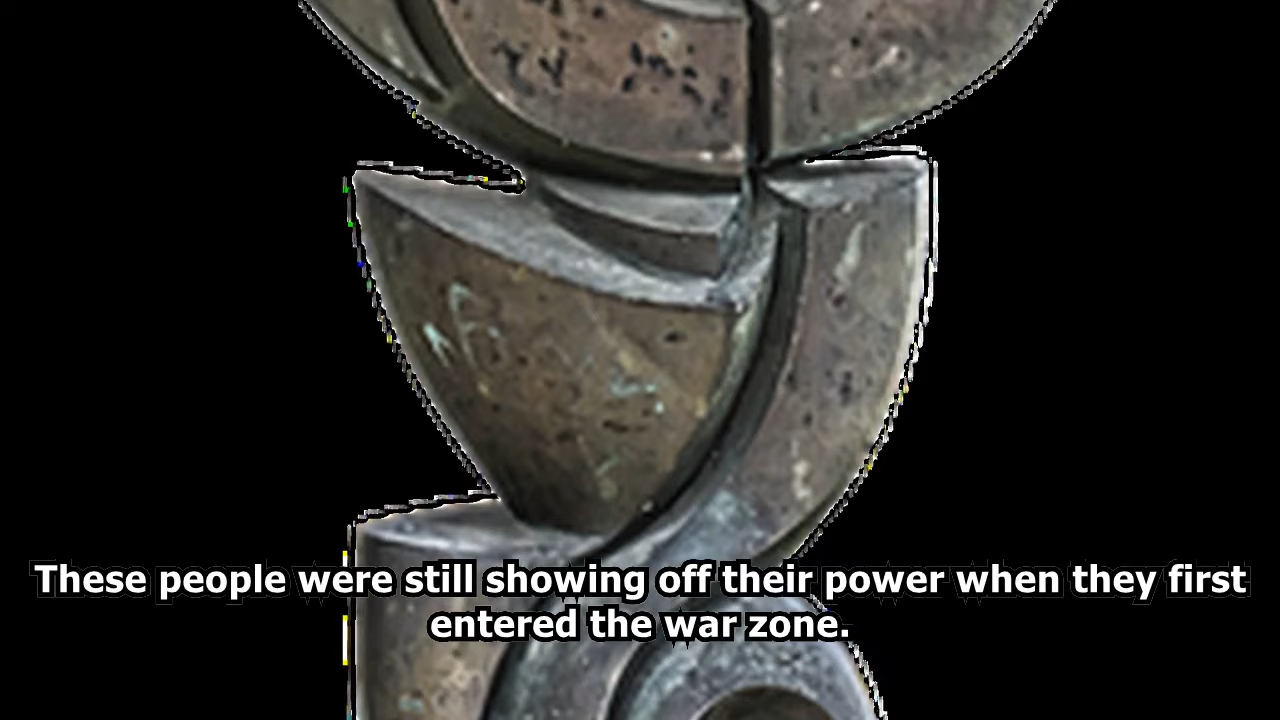 These people were still showing off their power when they first
entered the war zone.